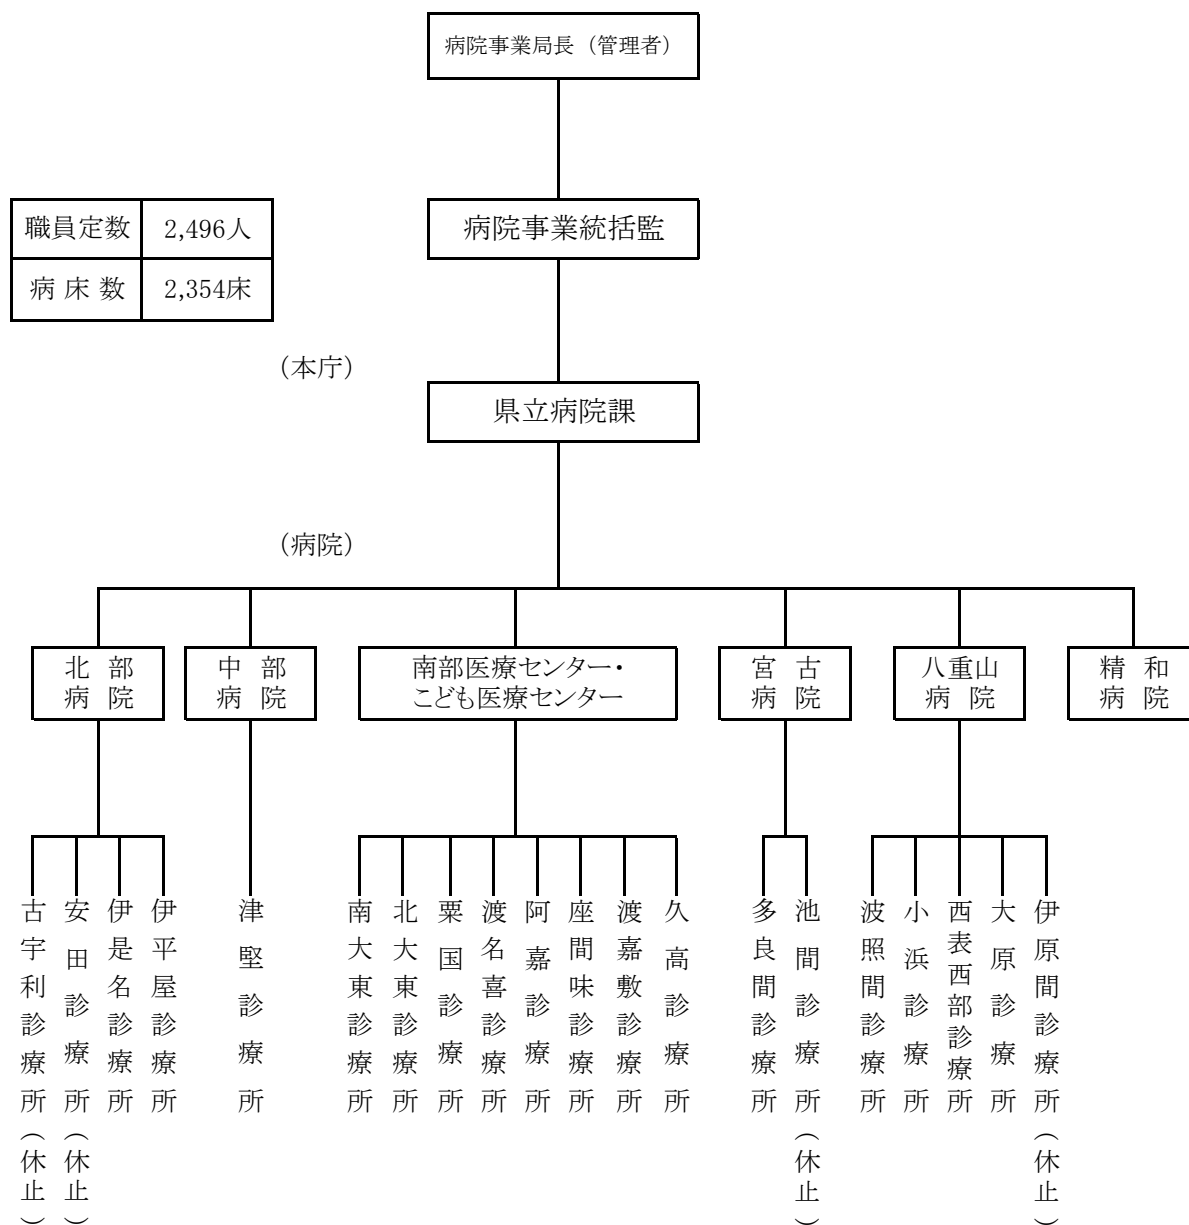 病院事業局長（管理者）
職員定数 2,496人
病床数 2,354床
病院事業統括監
（本庁）
県立病院課
（病院）
北部
病院
中部
病院
南部医療センター・
こども医療センター
宮古
病院
八重山
病院
精和
病院
古宇利診療所（休止）
安田診療所（休止）
伊是名診療所
伊平屋診療所
津堅診療所
南大東診療所
北大東診療所
粟国診療所
渡名喜診療所
阿嘉診療所
座間味診療所
渡嘉敷診療所
久高診療所
多良間診療所
池間診療所（休止）
波照間診療所
小浜診療所
西表西部診療所
大原診療所
伊原間診療所（休止）